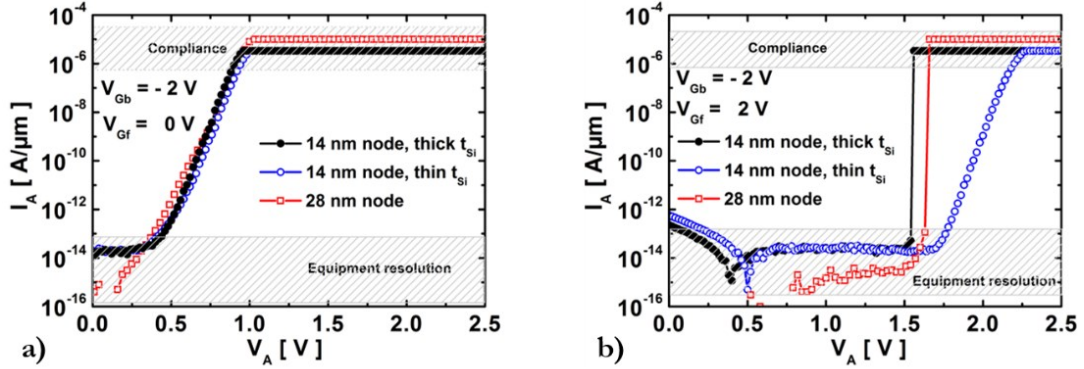 I_A [ A/μm ]
10^-4
10^-6
10^-8
10^-10
10^-12
10^-14
10^-16
Compliance
V_Gb = - 2 V
V_Gf = 0 V
14 nm node, thick t_Si
14 nm node, thin t_Si
28 nm node
Equipment resolution
0.0 0.5 1.0 1.5 2.0 2.5
V_A [ V ]
a)
I_A [ A/μm ]
10^-4
10^-6
10^-8
10^-10
10^-12
10^-14
10^-16
Compliance
V_Gb = - 2 V
V_Gf = 2 V
14 nm node, thick t_Si
14 nm node, thin t_Si
28 nm node
Equipment resolution
0.0 0.5 1.0 1.5 2.0 2.5
V_A [ V ]
b)